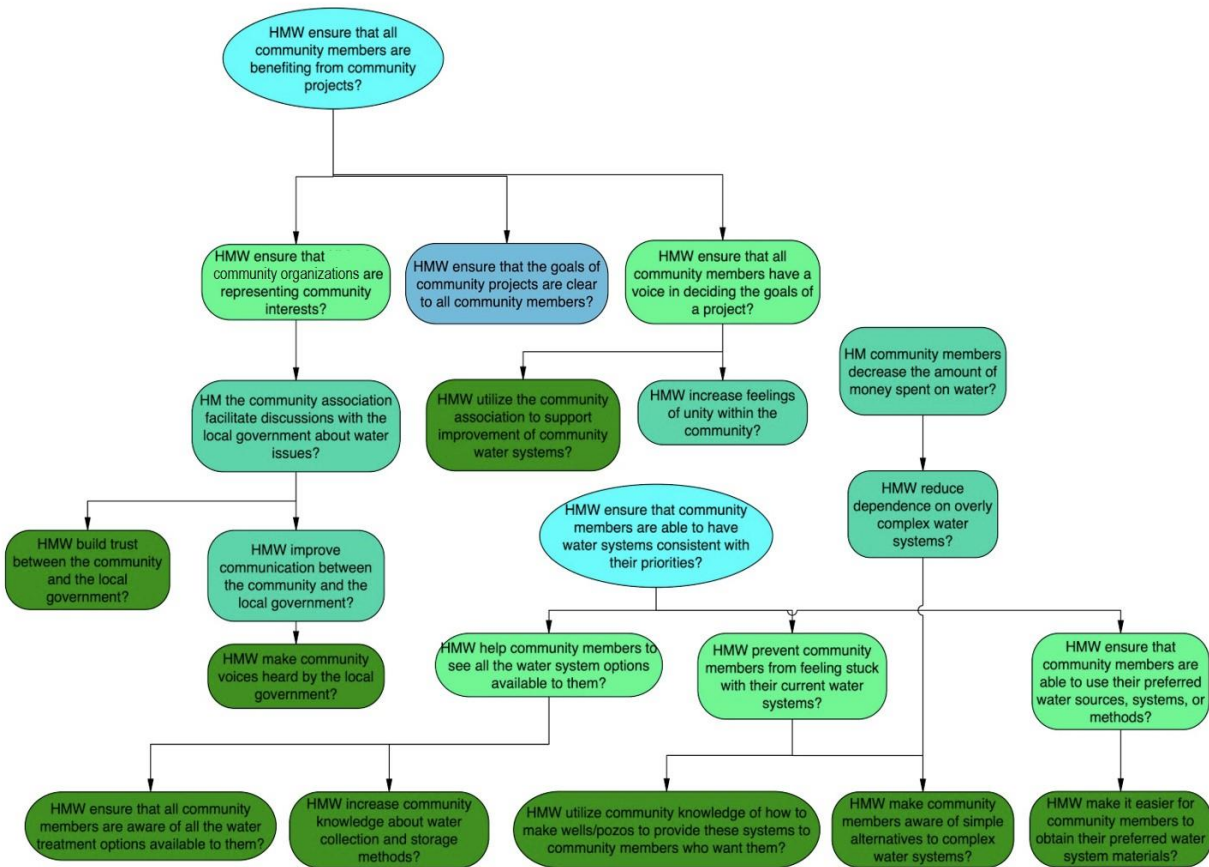 HMW ensure that all
community members are
benefiting from community
projects?
HMW ensure that
community organizations are
representing community
interests?
HMW ensure that the goals of
community projects are clear
to all community members?
HMW ensure that all
community members have a
voice in deciding the goals of
a project?
HM community members
decrease the amount of
money spent on water?
HM the community association
facilitate discussions with the
local government about water
issues?
HMW utilize the community
association to support
improvement of community
water systems?
HMW increase feelings
of unity within the
community?
HMW reduce
dependence on overly
complex water
systems?
HMW ensure that community
members are able to have
water systems consistent with
their priorities?
HMW build trust
between the community
and the local
government?
HMW improve
communication between
the community and the
local government?
HMW make community
voices heard by the local
government?
HMW help community members to
see all the water system options
available to them?
HMW prevent community
members from feeling stuck
with their current water
systems?
HMW ensure that
community members are
able to use their preferred
water sources, systems, or
methods?
HMW ensure that all community
members are aware of all the water
treatment options available to them?
HMW increase community
knowledge about water
collection and storage
methods?
HMW utilize community knowledge of how to
make wells/pozos to provide these systems to
community members who want them?
HMW make community
members aware of simple
alternatives to complex
water systems?
HMW make it easier for
community members to
obtain their preferred water
system materials?